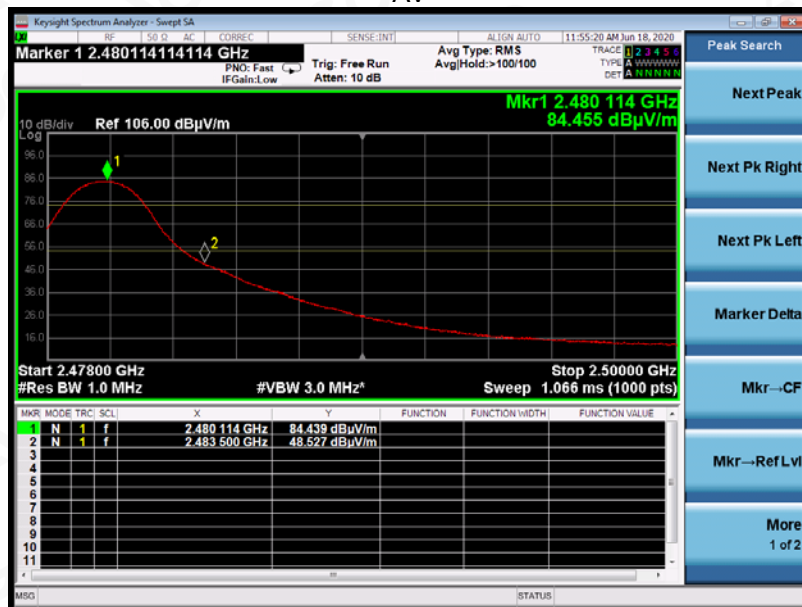 Keysight Spectrum Analyzer - Swept SA
RF 50 Ω AC CORREC SENSE:INT ALIGN AUTO 11:55:20 AM Jun 18, 2020
Marker 1 2.480114114114 GHz
PNO: Fast
IFGain:Low
Trig: Free Run
Atten: 10 dB
Avg Type: RMS
Avg|Hold:>100/100
TRACE 1 2 3 4 5 6
TYPE A WWWWW
DET A N N N N N
Peak Search
Mkr1 2.480 114 GHz
84.455 dBµV/m
10 dB/div Ref 106.00 dBµV/m
Log
96.0
86.0
76.0
66.0
56.0
46.0
36.0
26.0
16.0
1
2
Start 2.47800 GHz Stop 2.50000 GHz
#Res BW 1.0 MHz #VBW 3.0 MHz* Sweep 1.066 ms (1000 pts)
MKR MODE TRC SCL X Y FUNCTION FUNCTION WIDTH FUNCTION VALUE
1 N 1 f 2.480 114 GHz 84.439 dBµV/m
2 N 1 f 2.483 500 GHz 48.527 dBµV/m
3
4
5
6
7
8
9
10
11
MSG STATUS
Next Peak
Next Pk Right
Next Pk Left
Marker Delta
Mkr→CF
Mkr→Ref Lvl
More
1 of 2